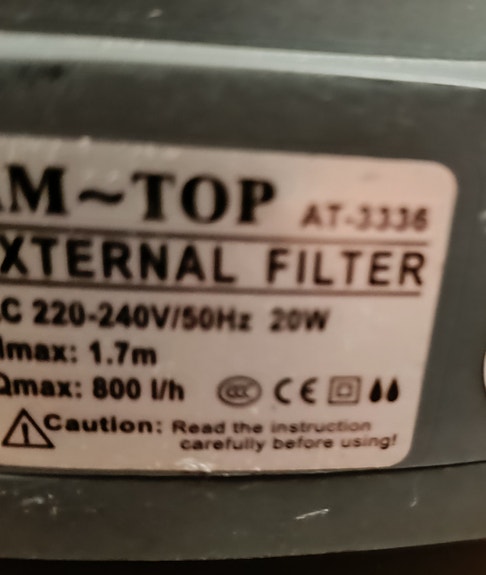 M~TOP AT-3336
XTERNAL FILTER
C 220-240V/50Hz 20W
max: 1.7m
Qmax: 800 l/h CE
Caution: Read the instruction
carefully before using!